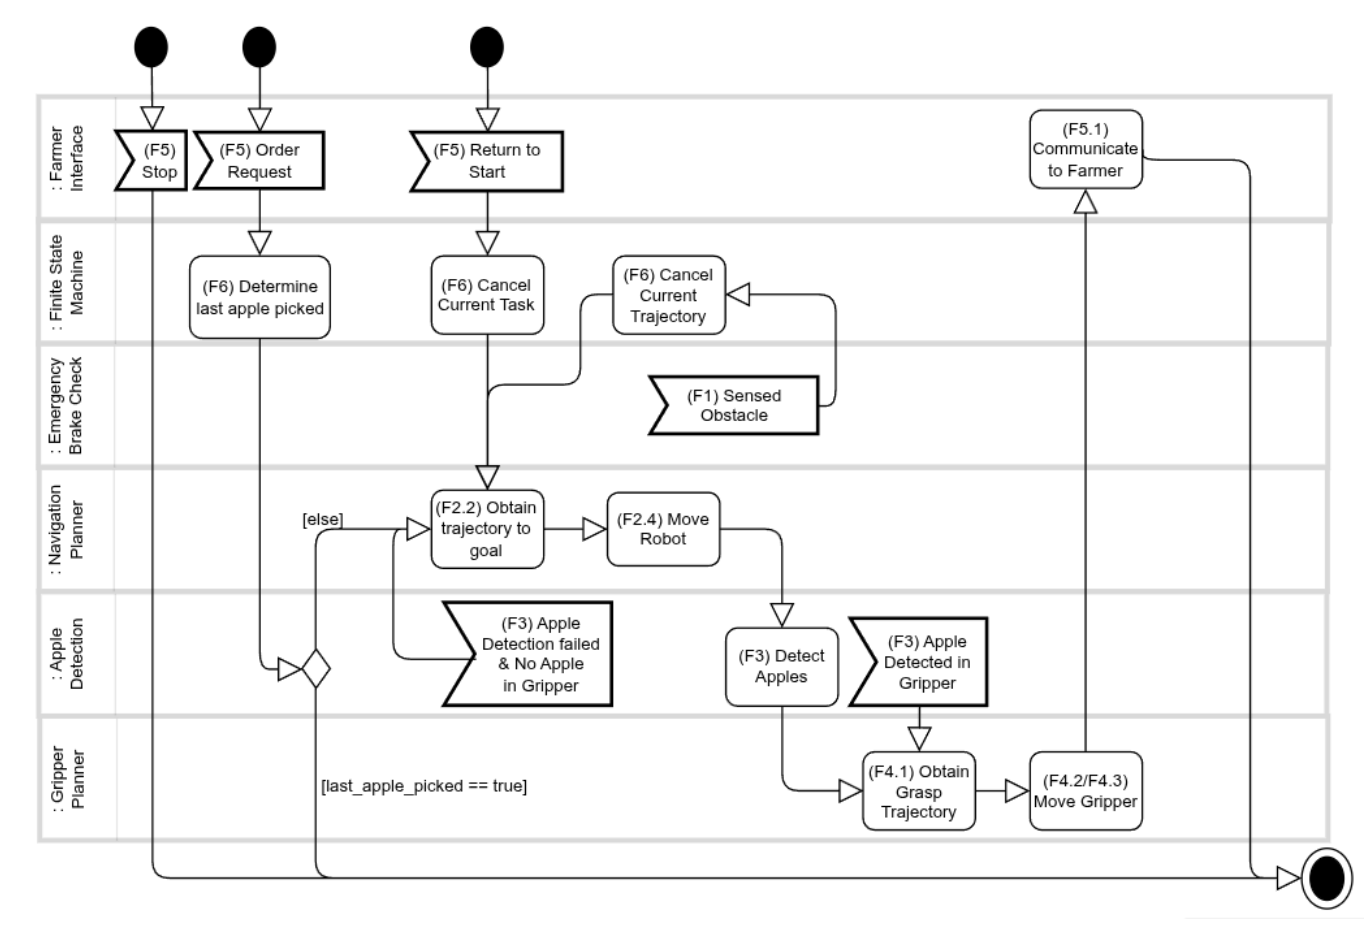 : Farmer
Interface
(F5)
Stop
(F5) Order
Request
(F5) Return to
Start
(F5.1)
Communicate
to Farmer
: Finite State
Machine
(F6) Determine
last apple picked
(F6) Cancel
Current Task
(F6) Cancel
Current
Trajectory
: Emergency
Brake Check
(F1) Sensed
Obstacle
: Navigation
Planner
[else]
(F2.2) Obtain
trajectory to
goal
(F2.4) Move
Robot
: Apple
Detection
(F3) Apple
Detection failed
& No Apple
in Gripper
(F3) Detect
Apples
(F3) Apple
Detected in
Gripper
: Gripper
Planner
[last_apple_picked == true]
(F4.1) Obtain
Grasp
Trajectory
(F4.2/F4.3)
Move Gripper